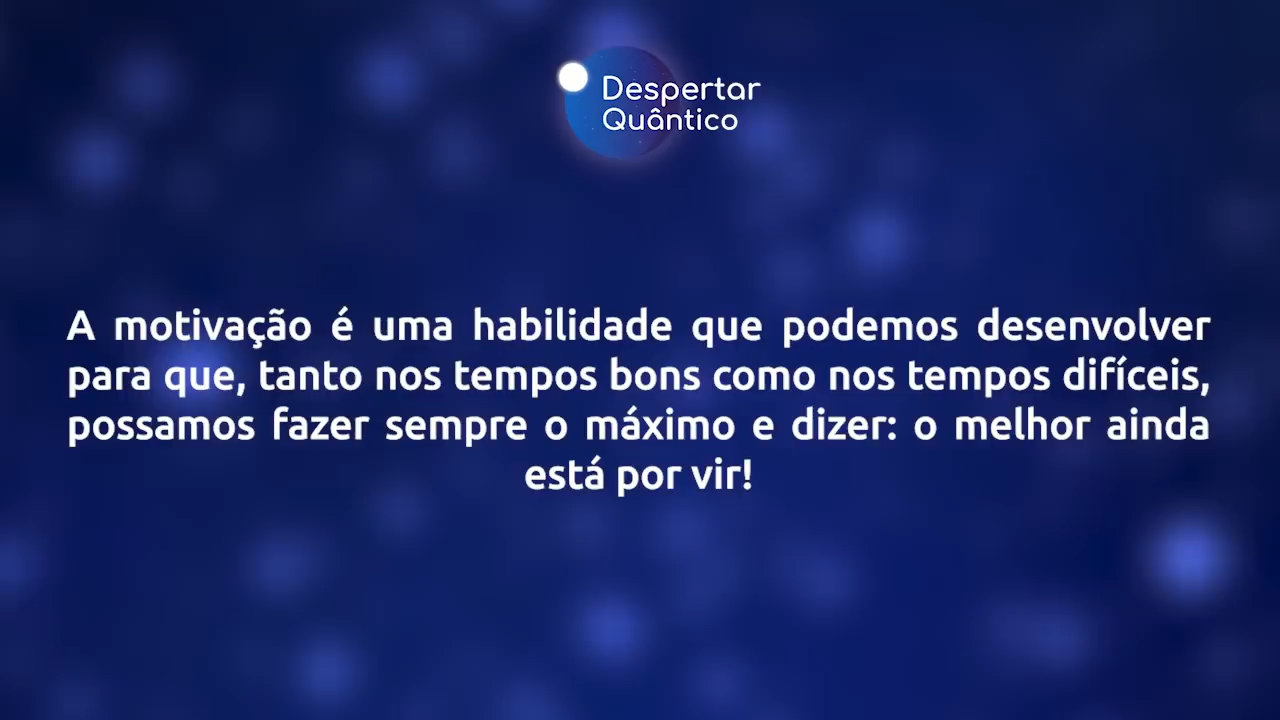 Despertar
Quântico
A motivação é uma habilidade que podemos desenvolver
para que, tanto nos tempos bons como nos tempos difíceis,
possamos fazer sempre o máximo e dizer: o melhor ainda
está por vir!